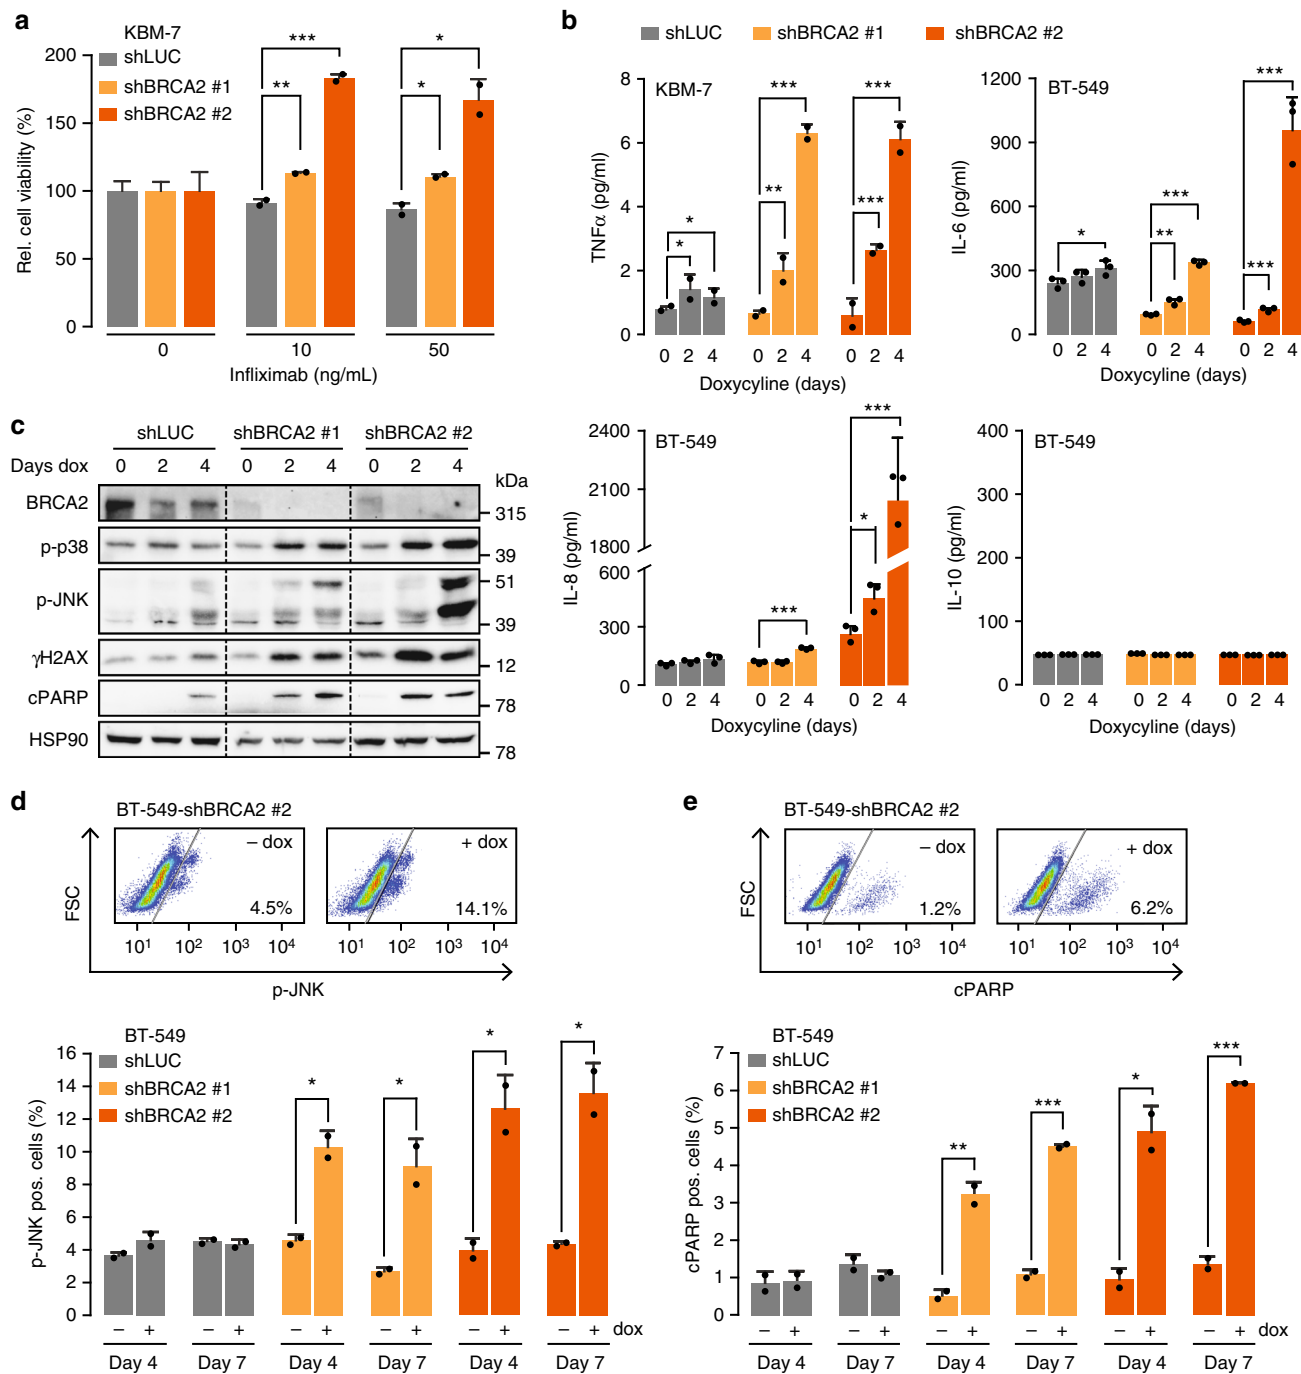 a
KBM-7
shLUC
shBRCA2 #1
shBRCA2 #2
Rel. cell viability (%)
200
150
100
50
0
*** ** * *
0 10 50
Infliximab (ng/mL)
b
shLUC shBRCA2 #1 shBRCA2 #2
KBM-7
TNFα (pg/ml)
8
6
4
2
0
* * ** *** *** ***
0 2 4 0 2 4 0 2 4
Doxycyline (days)
BT-549
IL-6 (pg/ml)
1200
900
600
300
0
* ** *** *** ***
0 2 4 0 2 4 0 2 4
Doxycyline (days)
BT-549
IL-8 (pg/ml)
2400
2100
1800
600
300
0
*** * ***
0 2 4 0 2 4 0 2 4
Doxycyline (days)
BT-549
IL-10 (pg/ml)
400
300
200
100
0
0 2 4 0 2 4 0 2 4
Doxycyline (days)
c
shLUC shBRCA2 #1 shBRCA2 #2
Days dox 0 2 4 0 2 4 0 2 4
kDa
BRCA2 315
p-p38 39
p-JNK 51
39
γH2AX 12
cPARP 78
HSP90 78
d
BT-549-shBRCA2 #2
FSC
– dox
4.5%
+ dox
14.1%
10¹ 10² 10³ 10⁴ 10¹ 10² 10³ 10⁴
p-JNK
BT-549
shLUC
shBRCA2 #1
shBRCA2 #2
p-JNK pos. cells (%)
16
14
12
10
8
6
4
2
0
* * * *
– + – + – + – + – + – + dox
Day 4 Day 7 Day 4 Day 7 Day 4 Day 7
e
BT-549-shBRCA2 #2
FSC
– dox
1.2%
+ dox
6.2%
10¹ 10² 10³ 10⁴ 10¹ 10² 10³ 10⁴
cPARP
BT-549
shLUC
shBRCA2 #1
shBRCA2 #2
cPARP pos. cells (%)
7
6
5
4
3
2
1
0
** *** * ***
– + – + – + – + – + – + dox
Day 4 Day 7 Day 4 Day 7 Day 4 Day 7